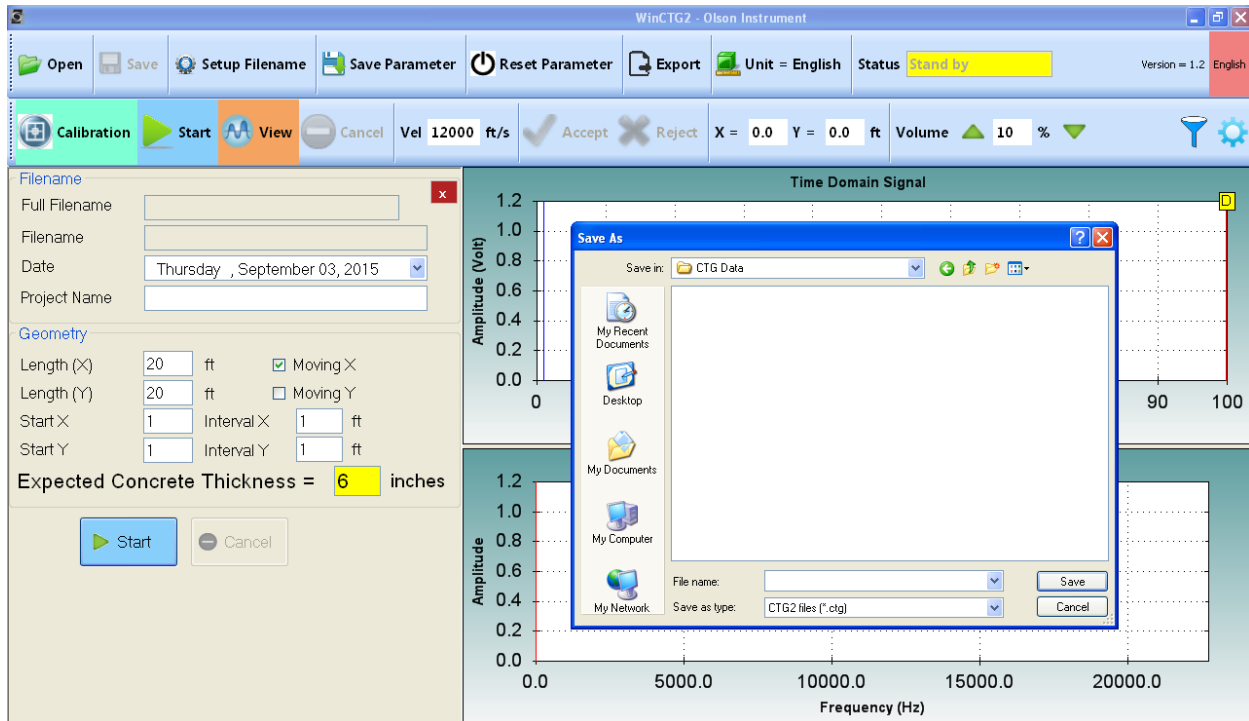 WinCTG2 - Olson Instrument
Open Save Setup Filename Save Parameter Reset Parameter Export Unit = English Status Stand by Version = 1.2 English
Calibration Start View Cancel Vel 12000 ft/s Accept Reject X = 0.0 Y = 0.0 ft Volume 10 %
Filename
x
Full Filename
Filename
Date Thursday , September 03, 2015
Project Name
Geometry
Length (X) 20 ft Moving X
Length (Y) 20 ft Moving Y
Start X 1 Interval X 1 ft
Start Y 1 Interval Y 1 ft
Expected Concrete Thickness = 6 inches
Start Cancel
Time Domain Signal
D
Amplitude (Volt)
1.2
1.0
0.8
0.6
0.4
0.2
0.0
0 90 100
Save As
Save in: CTG Data
My Recent
Documents
Desktop
My Documents
My Computer
My Network
File name: Save
Save as type: CTG2 files (*.ctg) Cancel
Amplitude
1.2
1.0
0.8
0.6
0.4
0.2
0.0
0.0 5000.0 10000.0 15000.0 20000.0
Frequency (Hz)